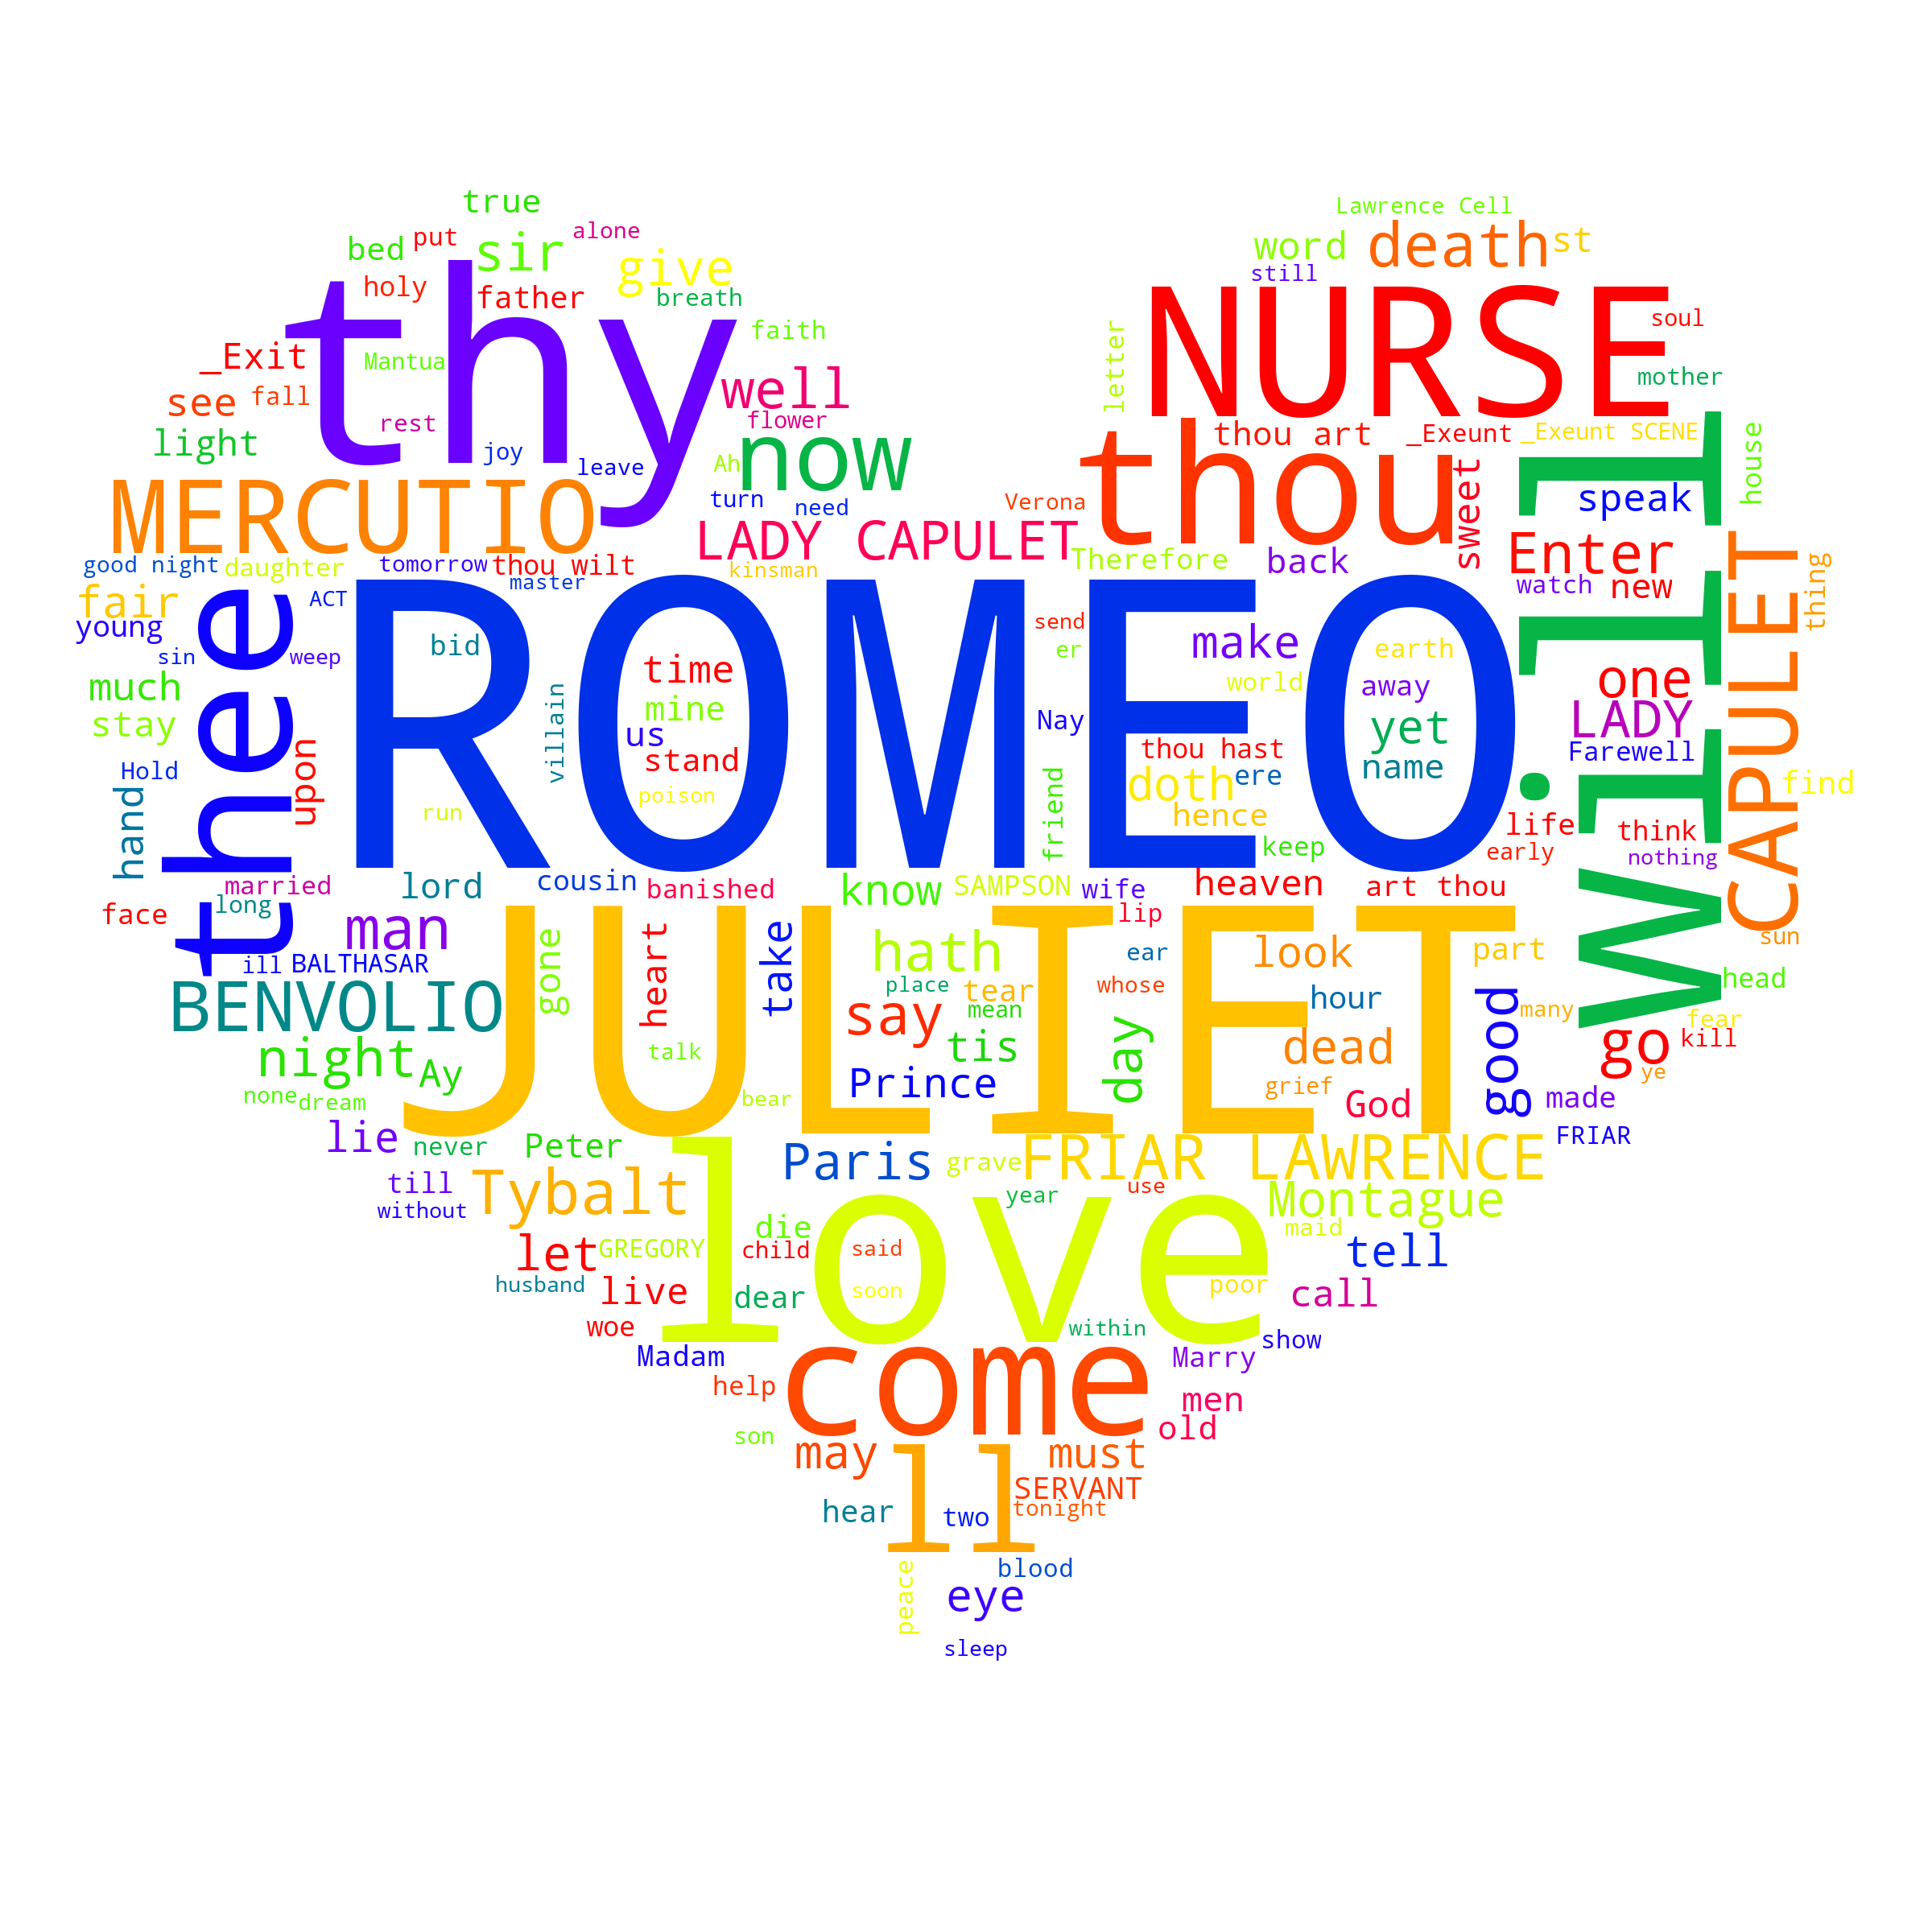 true
Lawrence Cell
bed put sir alone
word death st
holy father give breath
still
thy
NURSE
soul
_Exit Mantua faith
letter
mother
see fall rest well flower
thou art _Exeunt _Exeunt SCENE
house
light joy leave Ah now
thou
sweet
speak
MERCUTIO turn need Verona
LADY CAPULET
Therefore back Enter
good night daughter tomorrow thou wilt kinsman
watch new
thing
fair ACT master
young
ROMEO
will
CAPULET
thee
sin weep bid time send er make earth
much mine world away one
stay us villain Nay yet LADY
Hold upon stand thou hast name Farewell
hand run poison friend doth ere hence find
life think
keep early nothing
married lord cousin banished know SAMPSON wife heaven art thou
face long
man heart take lip sun
JULIET
ill BALTHASAR gone hath ear look part head
BENVOLIO place tear whose hour good many fear
say mean
night Ay talk tis day dead go kill
none dream bear Prince grief God made ye
lie never Peter Paris grave FRIAR LAWRENCE FRIAR
love
till Tybalt year use Montague
without die maid
let GREGORY child said tell
husband live dear soon poor call
woe within show
Madam Marry
come
help men
son old
may must
ll
SERVANT
hear two tonight
peace blood
eye
sleep